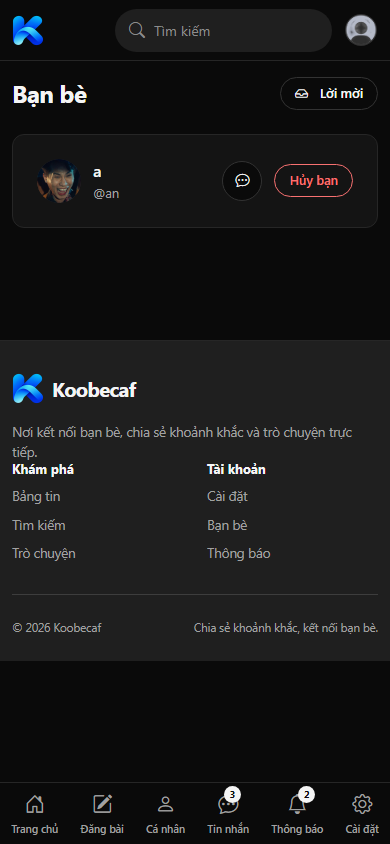 Tìm kiếm
Bạn bè
Lời mời
a
@an
Hủy bạn
Koobecaf
Nơi kết nối bạn bè, chia sẻ khoảnh khắc và trò chuyện trực
tiếp.
Khám phá
Tài khoản
Bảng tin
Cài đặt
Tìm kiếm
Bạn bè
Trò chuyện
Thông báo
© 2026 Koobecaf
Chia sẻ khoảnh khắc, kết nối bạn bè.
3
2
Trang chủ
Đăng bài
Cá nhân
Tin nhắn
Thông báo
Cài đặt